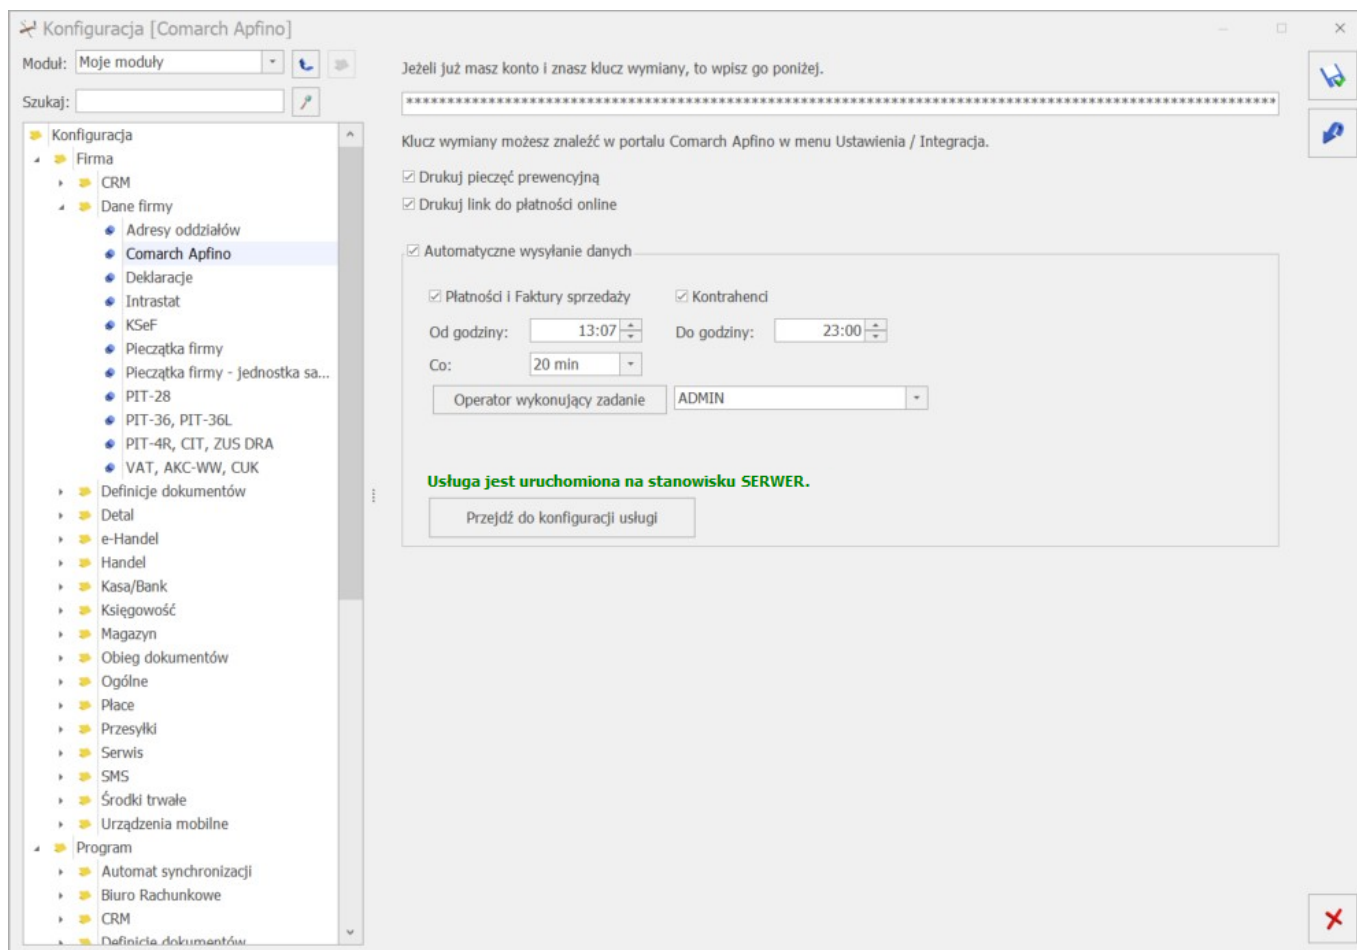 Konfiguracja [Comarch Apfino]
Moduł: Moje moduły
Szukaj:
Konfiguracja
Firma
CRM
Dane firmy
Adresy oddziałów
Comarch Apfino
Deklaracje
Intrastat
KSeF
Pieczątka firmy
Pieczątka firmy - jednostka sa...
PIT-28
PIT-36, PIT-36L
PIT-4R, CIT, ZUS DRA
VAT, AKC-WW, CUK
Definicje dokumentów
Detal
e-Handel
Handel
Kasa/Bank
Księgowość
Magazyn
Obieg dokumentów
Ogólne
Płace
Przesyłki
Serwis
SMS
Środki trwałe
Urządzenia mobilne
Program
Automat synchronizacji
Biuro Rachunkowe
CRM
Definicje dokumentów
Jeżeli już masz konto i znasz klucz wymiany, to wpisz go poniżej.
Klucz wymiany możesz znaleźć w portalu Comarch Apfino w menu Ustawienia / Integracja.
Drukuj pieczęć prewencyjną
Drukuj link do płatności online
Automatyczne wysyłanie danych
Płatności i Faktury sprzedaży Kontrahenci
Od godziny: 13:07 Do godziny: 23:00
Co: 20 min
Operator wykonujący zadanie ADMIN
Usługa jest uruchomiona na stanowisku SERWER.
Przejdź do konfiguracji usługi